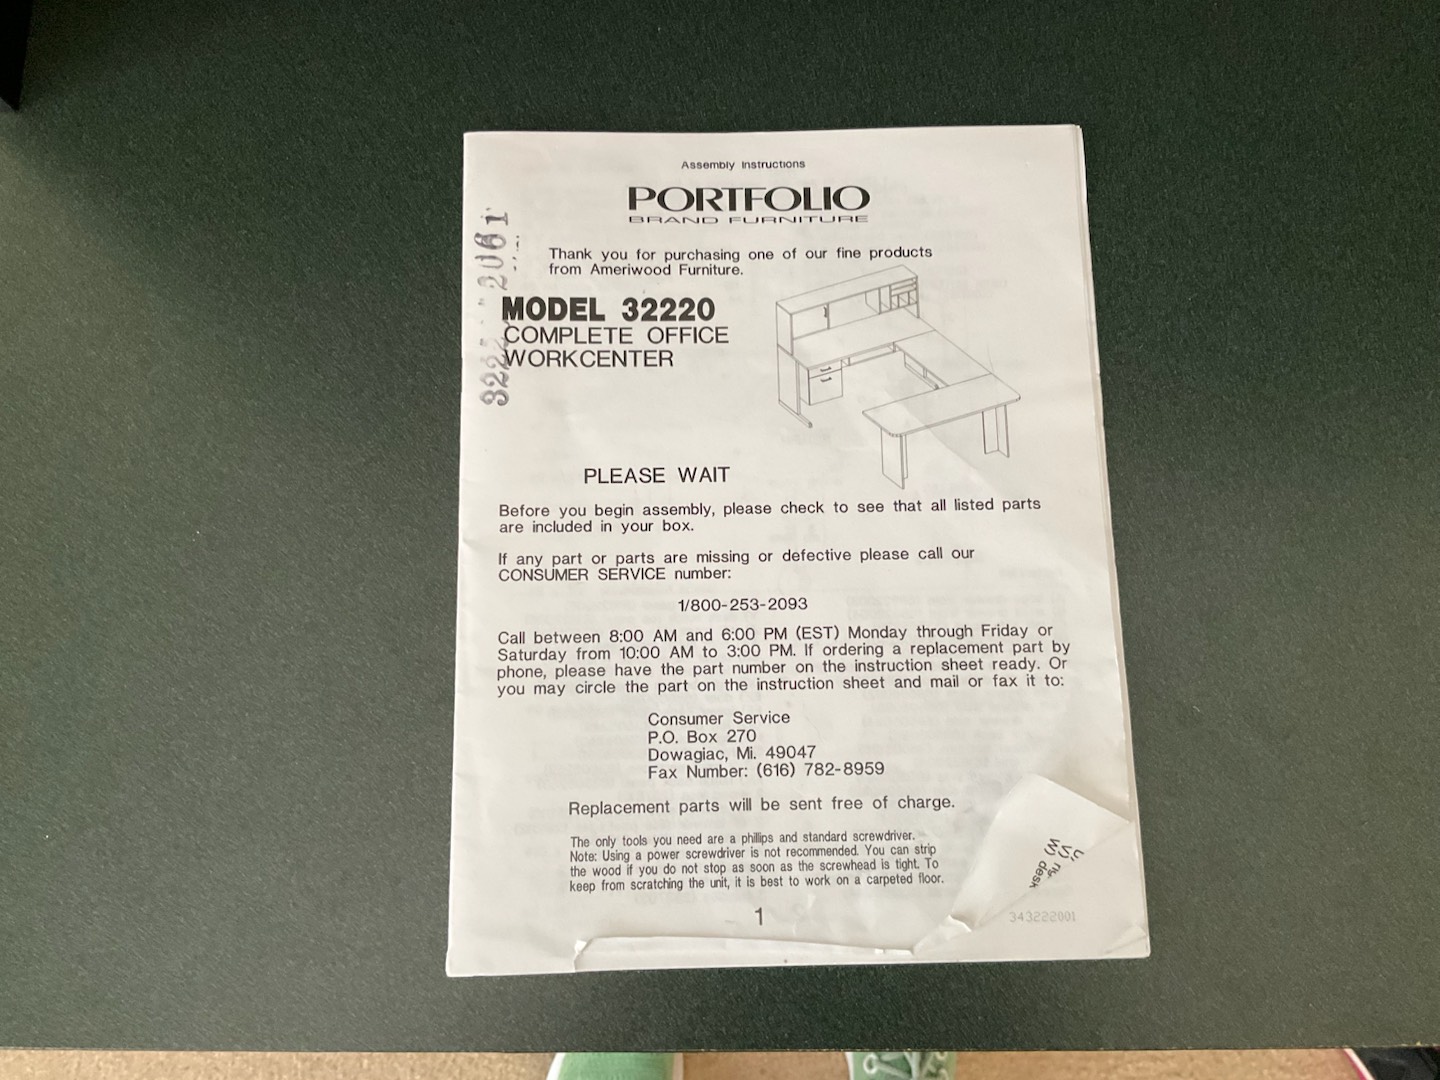 Assembly Instructions
PORTFOLIO
BRAND FURNITURE
Thank you for purchasing one of our fine products
from Ameriwood Furniture.
MODEL 32220
COMPLETE OFFICE
WORKCENTER
PLEASE WAIT
Before you begin assembly, please check to see that all listed parts
are included in your box.
If any part or parts are missing or defective please call our
CONSUMER SERVICE number:
1/800-253-2093
Call between 8:00 AM and 6:00 PM (EST) Monday through Friday or
Saturday from 10:00 AM to 3:00 PM. If ordering a replacement part by
phone, please have the part number on the instruction sheet ready. Or
you may circle the part on the instruction sheet and mail or fax it to:
Consumer Service
P.O. Box 270
Dowagiac, Mi. 49047
Fax Number: (616) 782-8959
Replacement parts will be sent free of charge.
The only tools you need are a phillips and standard screwdriver.
Note: Using a power screwdriver is not recommended. You can strip
the wood if you do not stop as soon as the screwhead is tight. To
keep from scratching the unit, it is best to work on a carpeted floor.
1
343222001
W) desk